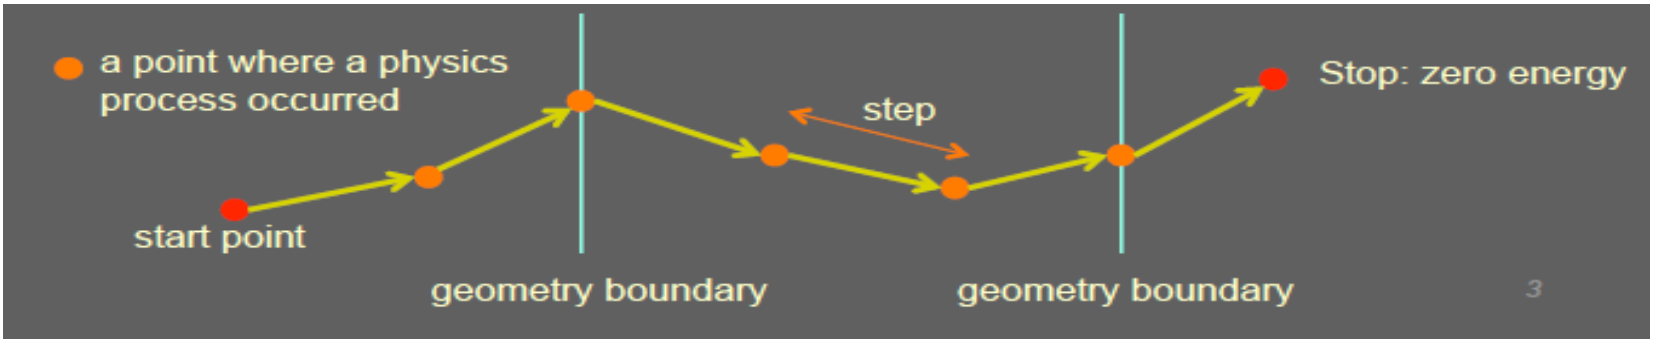 a point where a physics
process occurred
step
Stop: zero energy
start point
geometry boundary
geometry boundary
3